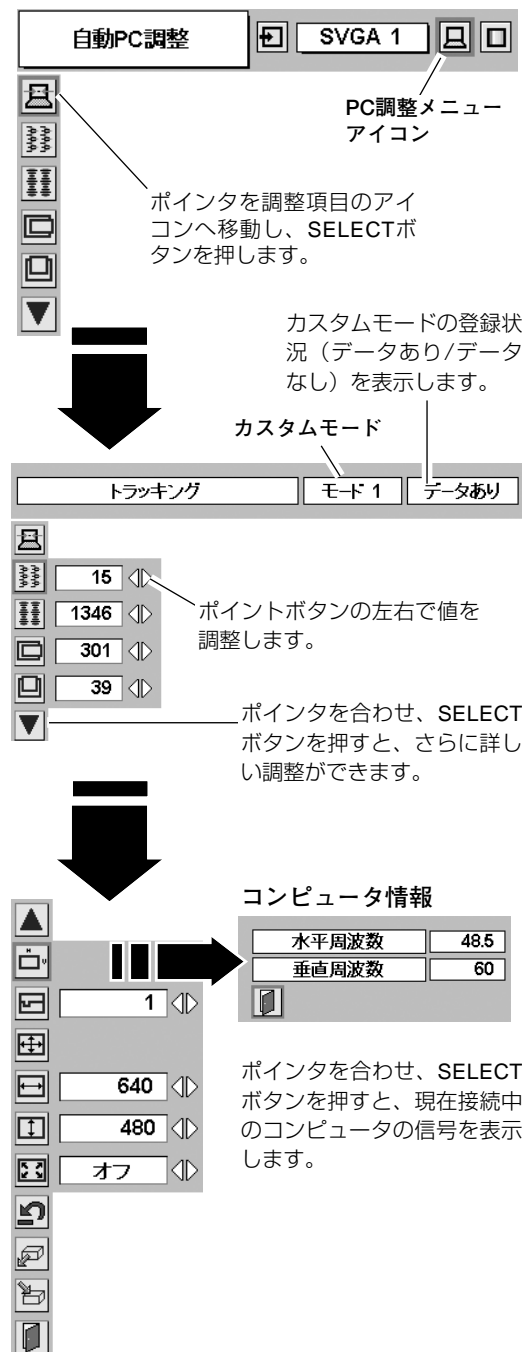 自動PC調整
SVGA 1
PC調整メニュー
アイコン
ポインタを調整項目のアイ
コンへ移動し、SELECTボ
タンを押します。
カスタムモードの登録状
況（データあり/データ
なし）を表示します。
カスタムモード
トラッキング
モード 1
データあり
15
1346
301
39
ポイントボタンの左右で値を
調整します。
ポインタを合わせ、SELECT
ボタンを押すと、さらに詳し
い調整ができます。
コンピュータ情報
水平周波数 48.5
垂直周波数 60
H
V
1
640
480
オフ
ポインタを合わせ、SELECT
ボタンを押すと、現在接続中
のコンピュータの信号を表示
します。